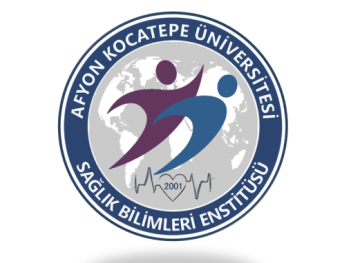 AFYON KOCATEPE ÜNİVERSİTESİ
2001
SAĞLIK BİLİMLERİ ENSTİTÜSÜ